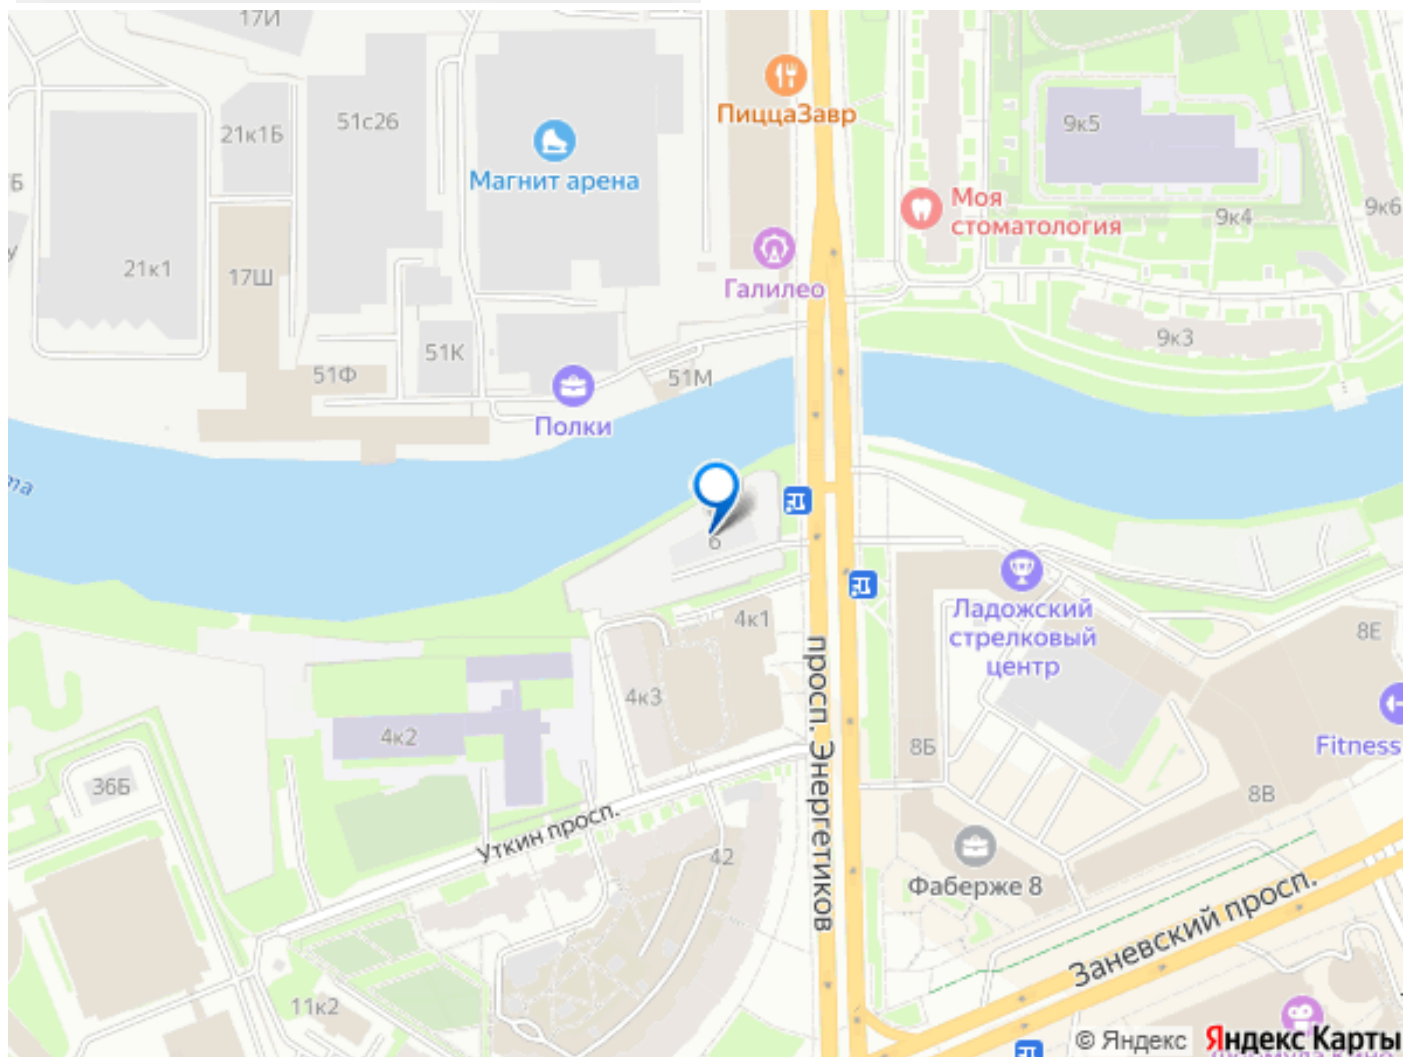 17И
ПиццаЗавр
51с26
21к1Б
9к5
Магнит арена
Моя
стоматология
9к4
9к6
21к1
17Ш
Галилео
51К
9к3
51Ф
51М
Полки
6
Ладожский
стрелковый
центр
4к1
8Е
4к3
просп. Энергетиков
4к2
8Б
Fitness
36Б
8В
Уткин просп.
42
Фаберже 8
Заневский просп.
11к2
© Яндекс
Яндекс Карты